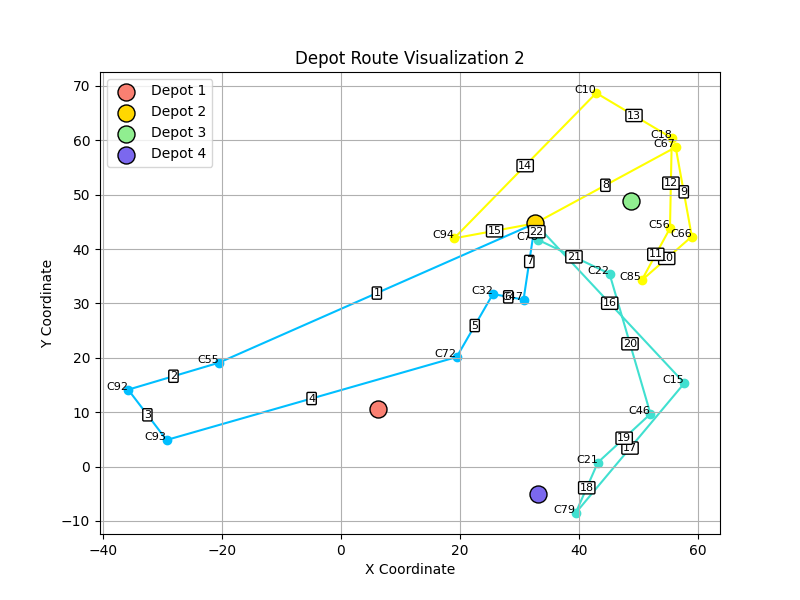 Depot Route Visualization 2
Depot 1
Depot 2
Depot 3
Depot 4
Y Coordinate
70
60
50
40
30
20
10
0
−10
C10
13
C18
C67
14
12
9
8
C94
15
22
C56
C66
7
21
11
10
C22
C85
1
C32
6
16
5
20
C72
C55
C92
2
C15
4
3
C46
C93
19
17
C21
18
C79
−40
−20
0
20
40
60
X Coordinate